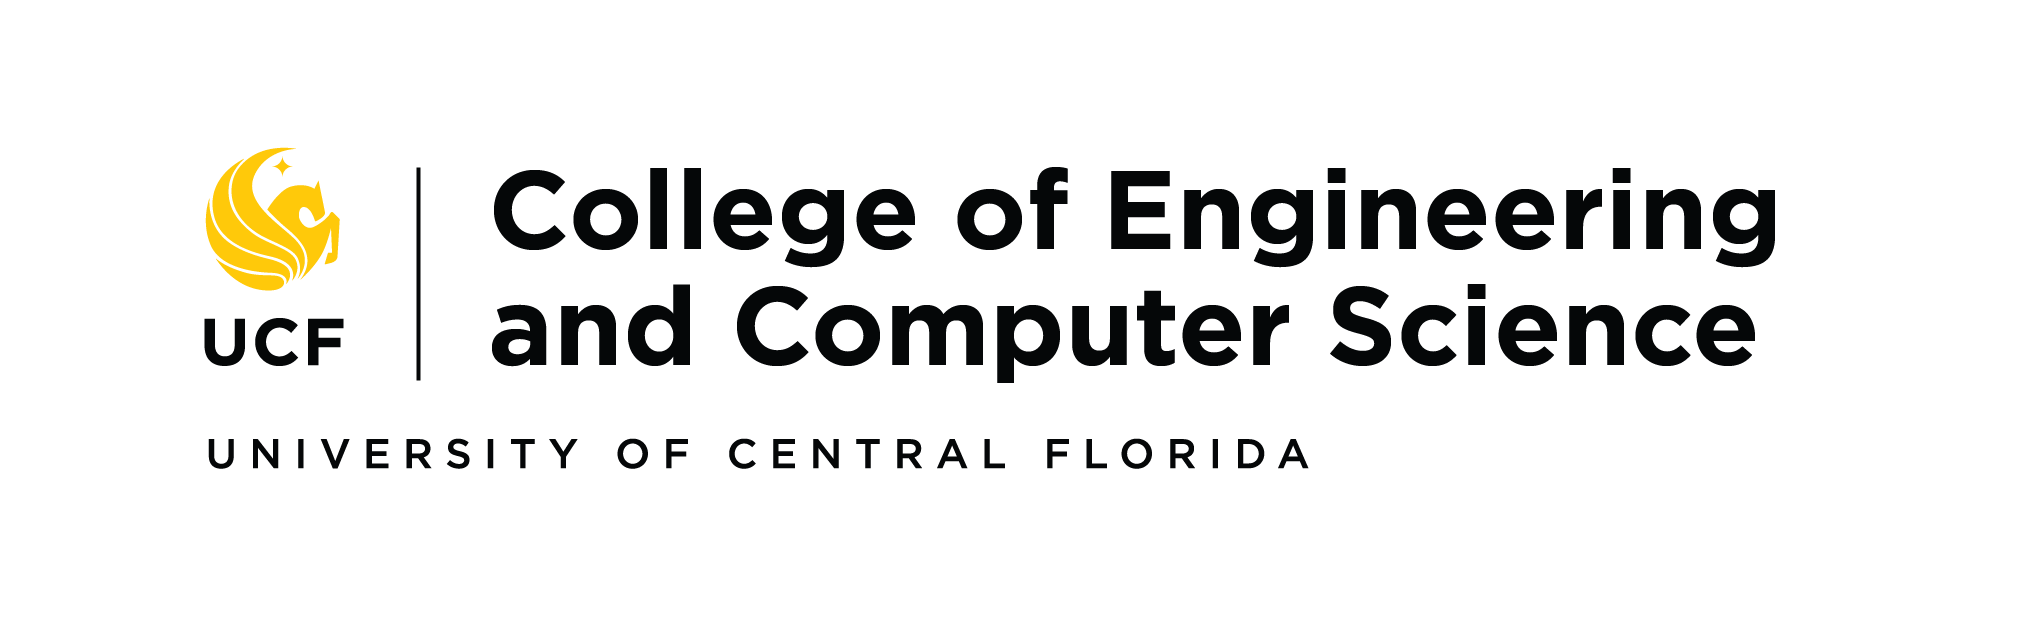 UCF
College of Engineering
and Computer Science
UNIVERSITY OF CENTRAL FLORIDA